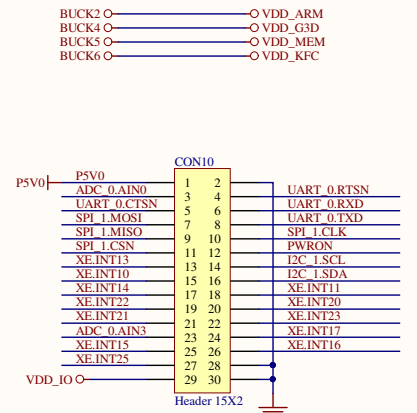 BUCK2 VDD_ARM
BUCK4 VDD_G3D
BUCK5 VDD_MEM
BUCK6 VDD_KFC
CON10
P5V0 P5V0 1 2
ADC_0.AIN0 3 4 UART_0.RTSN
UART_0.CTSN 5 6 UART_0.RXD
SPI_1.MOSI 7 8 UART_0.TXD
SPI_1.MISO 9 10 SPI_1.CLK
SPI_1.CSN 11 12 PWRON
XE.INT13 13 14 I2C_1.SCL
XE.INT10 15 16 I2C_1.SDA
XE.INT14 17 18 XE.INT11
XE.INT22 19 20 XE.INT20
XE.INT21 21 22 XE.INT23
ADC_0.AIN3 23 24 XE.INT17
XE.INT15 25 26 XE.INT16
XE.INT25 27 28
VDD_IO 29 30
Header 15X2